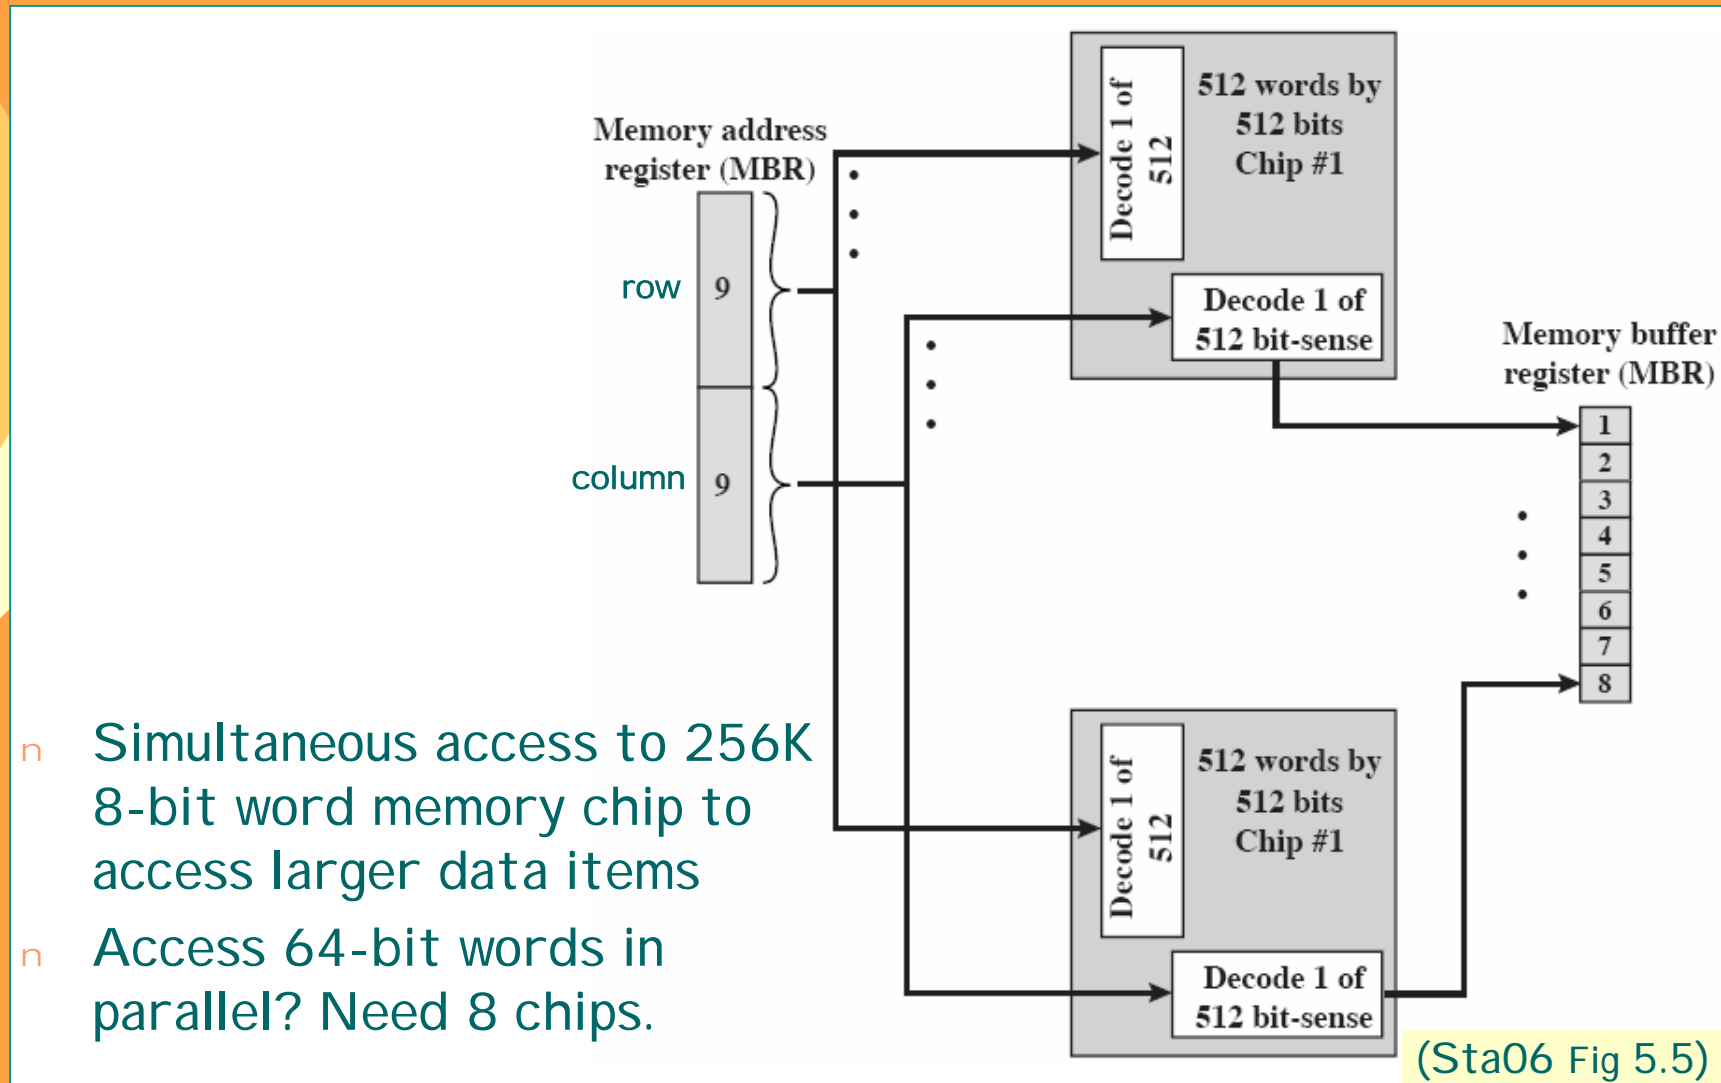 Memory address
register (MBR)
row
9
column
9
Decode 1 of
512
512 words by
512 bits
Chip #1
Decode 1 of
512 bit-sense
Memory buffer
register (MBR)
1
2
3
4
5
6
7
8
Decode 1 of
512
512 words by
512 bits
Chip #1
Decode 1 of
512 bit-sense
n Simultaneous access to 256K
8-bit word memory chip to
access larger data items
n Access 64-bit words in
parallel? Need 8 chips.
(Sta06 Fig 5.5)